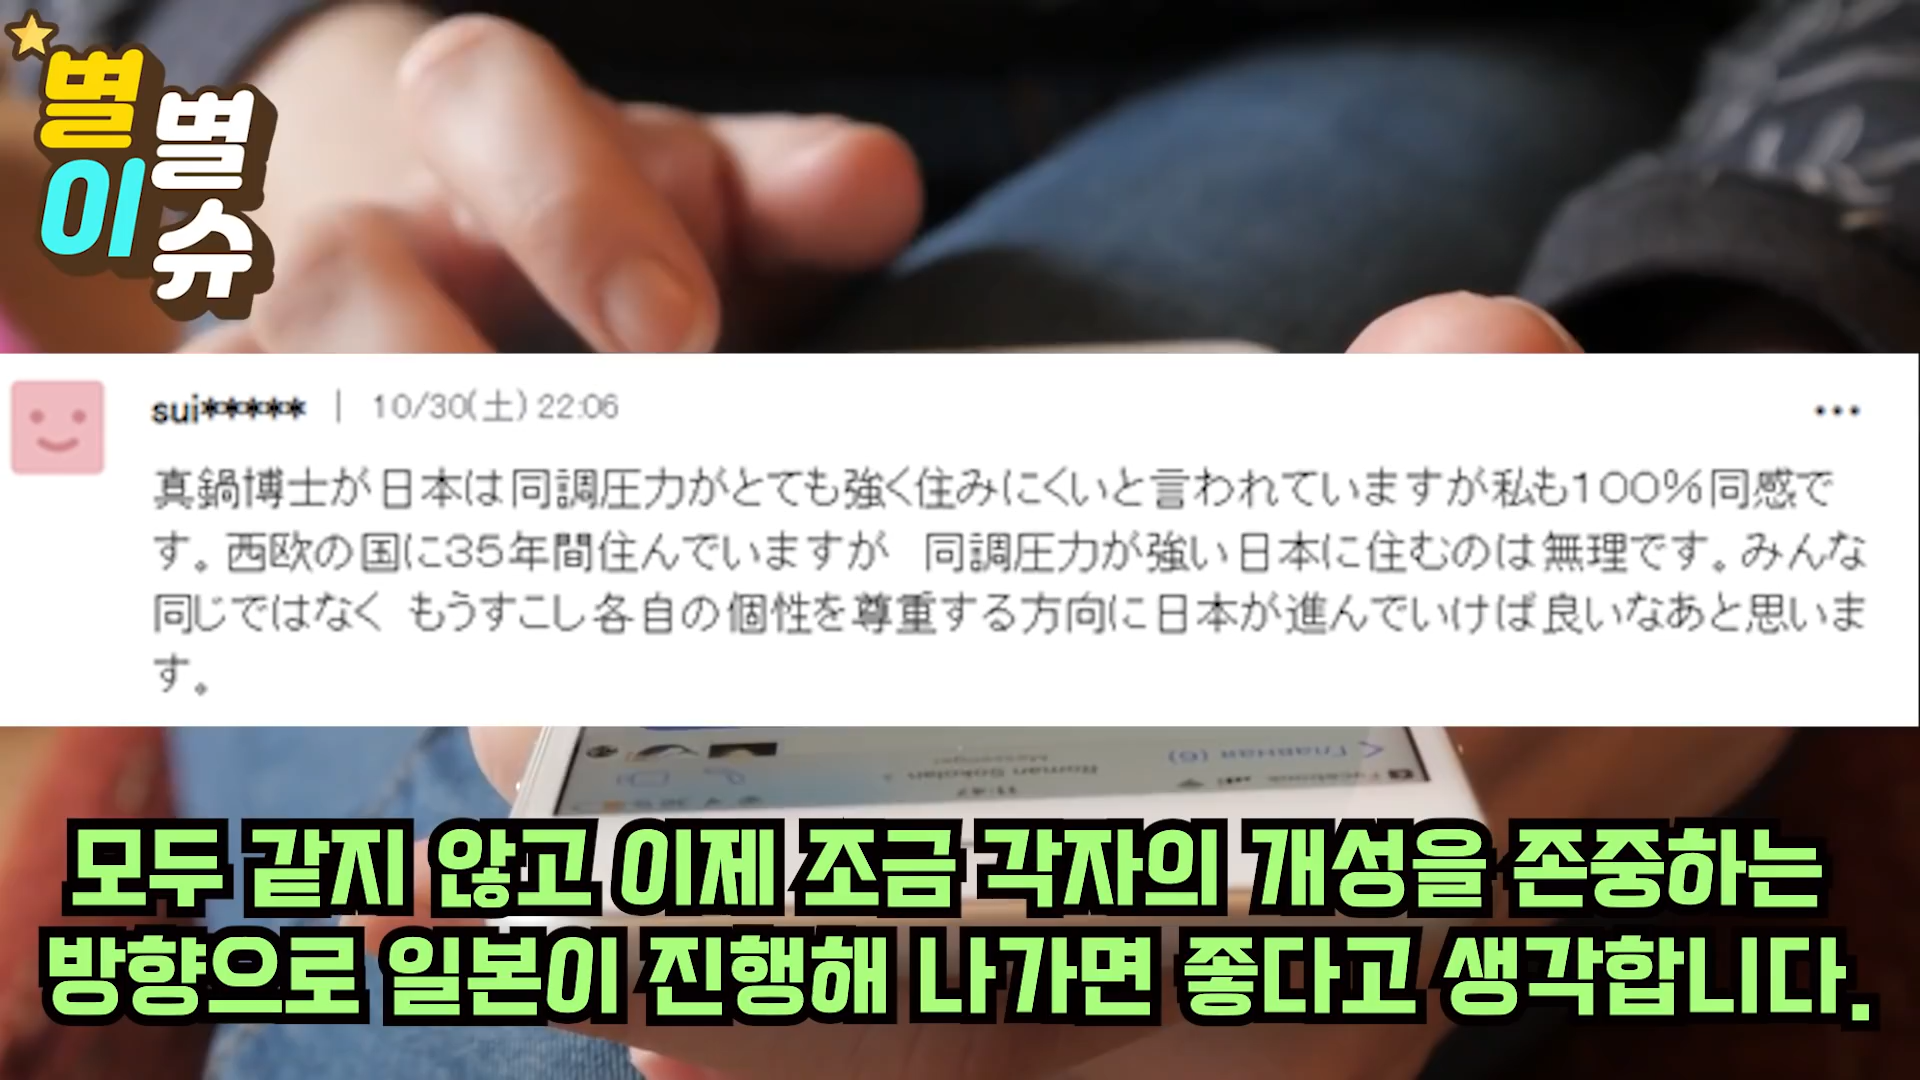 별별
이슈
sui***** | 10/30(土) 22:06
真鍋博士が日本は同調圧力がとても強く住みにくいと言われていますが私も100%同感で
す。西欧の国に35年間住んでいますが 同調圧力が強い日本に住むのは無理です。みんな
同じではなく もうすこし各自の個性を尊重する方向に日本が進んでいけば良いなあと思いま
す。
Главная (6)
Roman Sokolan
Messenger
11:47
모두 같지 않고 이제 조금 각자의 개성을 존중하는
방향으로 일본이 진행해 나가면 좋다고 생각합니다.